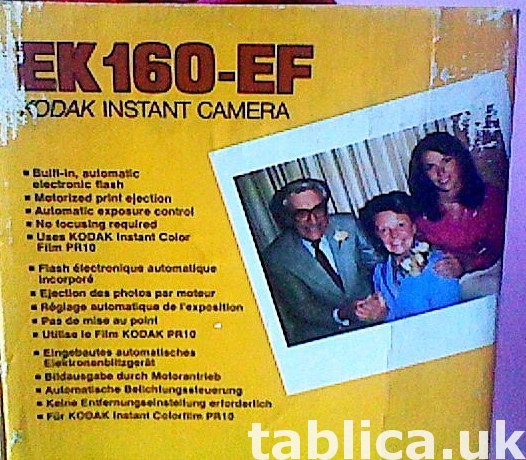 EK160-EF
KODAK INSTANT CAMERA
Built-in, automatic
electronic flash
Motorized print ejection
Automatic exposure control
No focusing required
Uses KODAK Instant Color
Film PR10
Flash électronique automatique
incorporé
Ejection des photos par moteur
Réglage automatique de l'exposition
Pas de mise au point
Utilise le Film KODAK PR10
Eingebautes automatisches
Elektronenblitzgerät
Bildausgabe durch Motorantrieb
Automatische Belichtungssteuerung
Keine Entfernungseinstellung erforderlich
Für KODAK Instant Colorfilm PR10
tablica.uk